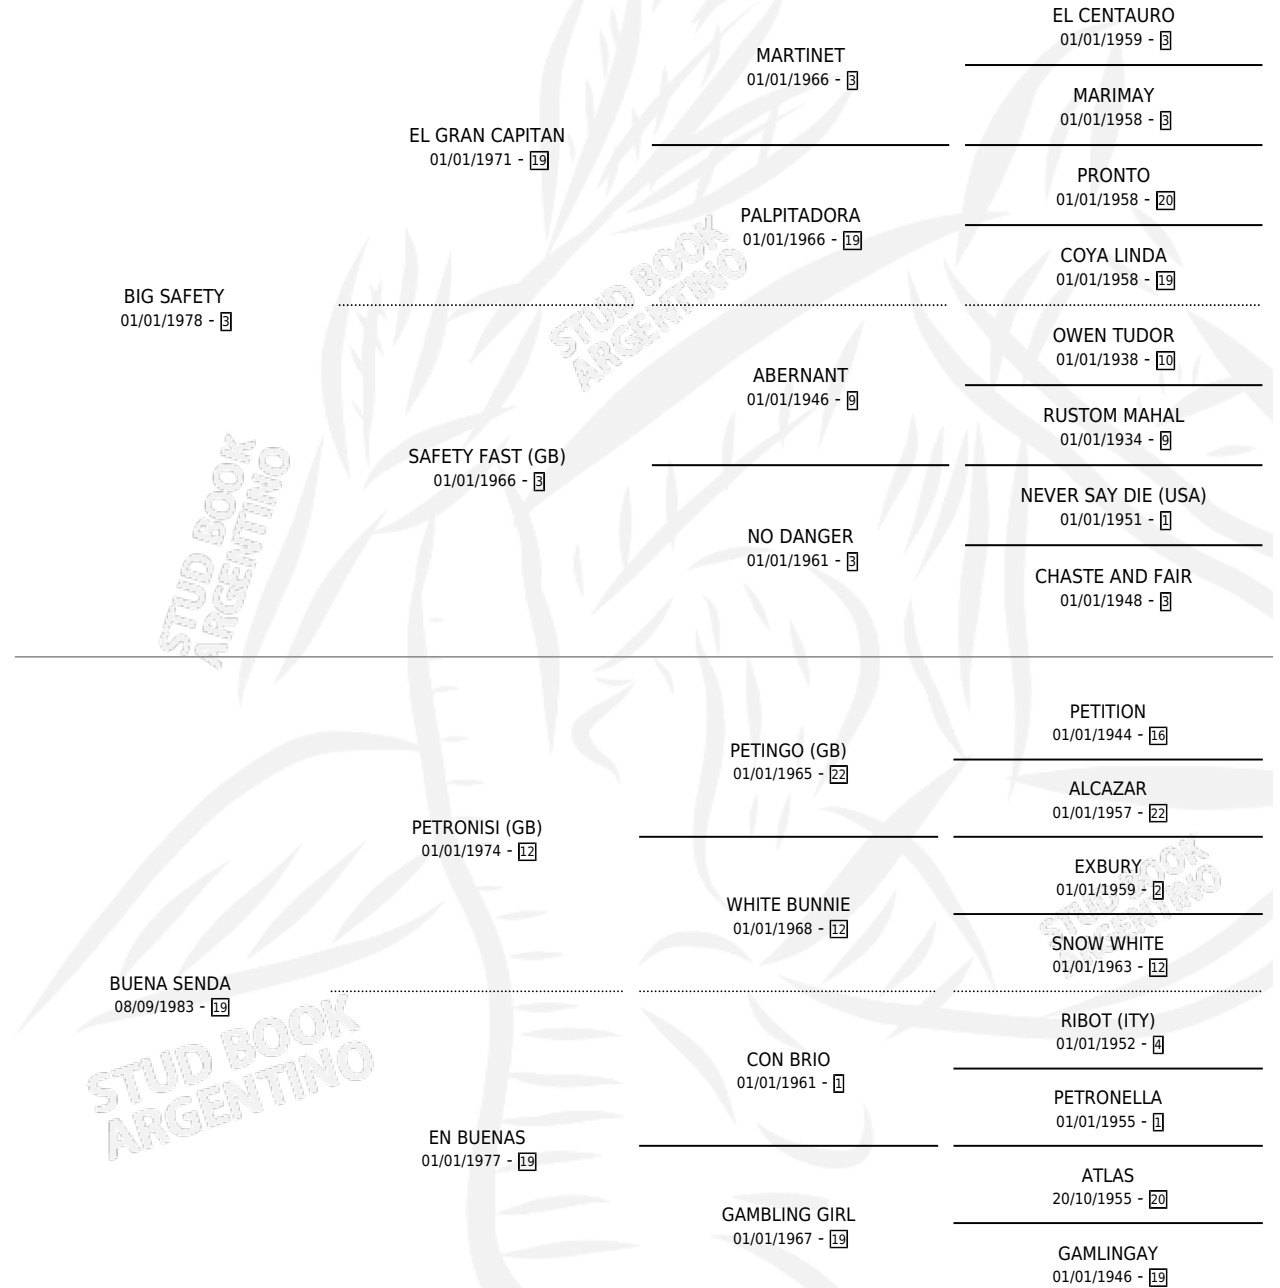 EL CENTAURO
01/01/1959 - 3
MARTINET
01/01/1966 - 3
MARIMAY
01/01/1958 - 3
EL GRAN CAPITAN
01/01/1971 - 19
PRONTO
01/01/1958 - 20
PALPITADORA
01/01/1966 - 19
COYA LINDA
01/01/1958 - 19
BIG SAFETY
01/01/1978 - 3
OWEN TUDOR
01/01/1938 - 10
ABERNANT
01/01/1946 - 9
RUSTOM MAHAL
01/01/1934 - 9
SAFETY FAST (GB)
01/01/1966 - 3
NEVER SAY DIE (USA)
01/01/1951 - 1
NO DANGER
01/01/1961 - 3
CHASTE AND FAIR
01/01/1948 - 3
PETITION
01/01/1944 - 16
PETINGO (GB)
01/01/1965 - 22
ALCAZAR
01/01/1957 - 22
PETRONISI (GB)
01/01/1974 - 12
EXBURY
01/01/1959 - 2
WHITE BUNNIE
01/01/1968 - 12
SNOW WHITE
01/01/1963 - 12
BUENA SENDA
08/09/1983 - 19
RIBOT (ITY)
01/01/1952 - 4
CON BRIO
01/01/1961 - 1
PETRONELLA
01/01/1955 - 1
EN BUENAS
01/01/1977 - 19
ATLAS
20/10/1955 - 20
GAMBLING GIRL
01/01/1967 - 19
GAMLINGAY
01/01/1946 - 19
STUD BOOK
ARGENTINO
STUD BOOK
ARGENTINO
STUD BOOK
ARGENTINO
STUD BOOK
ARGENTINO